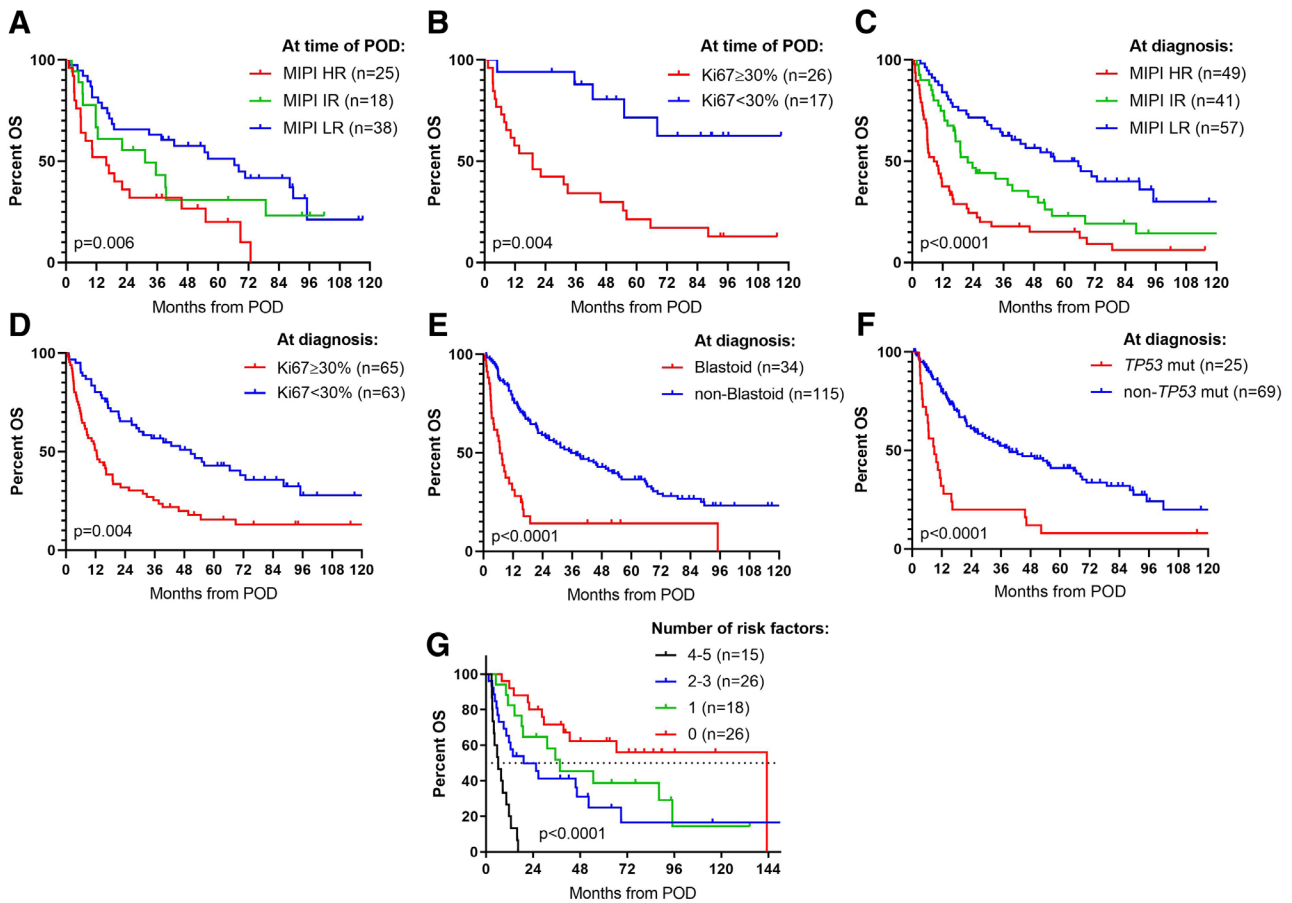 A
At time of POD:
MIPI HR (n=25)
MIPI IR (n=18)
MIPI LR (n=38)
Percent OS
100
50
0
p=0.006
0 12 24 36 48 60 72 84 96 108 120
Months from POD
B
At time of POD:
Ki67≥30% (n=26)
Ki67<30% (n=17)
Percent OS
100
50
0
p=0.004
0 12 24 36 48 60 72 84 96 108 120
Months from POD
C
At diagnosis:
MIPI HR (n=49)
MIPI IR (n=41)
MIPI LR (n=57)
Percent OS
100
50
0
p<0.0001
0 12 24 36 48 60 72 84 96 108 120
Months from POD
D
At diagnosis:
Ki67≥30% (n=65)
Ki67<30% (n=63)
Percent OS
100
50
0
p=0.004
0 12 24 36 48 60 72 84 96 108 120
Months from POD
E
At diagnosis:
Blastoid (n=34)
non-Blastoid (n=115)
Percent OS
100
50
0
p<0.0001
0 12 24 36 48 60 72 84 96 108 120
Months from POD
F
At diagnosis:
TP53 mut (n=25)
non-TP53 mut (n=69)
Percent OS
100
50
0
p<0.0001
0 12 24 36 48 60 72 84 96 108 120
Months from POD
G
Number of risk factors:
4-5 (n=15)
2-3 (n=26)
1 (n=18)
0 (n=26)
Percent OS
100
80
60
40
20
0
p<0.0001
0 24 48 72 96 120 144
Months from POD